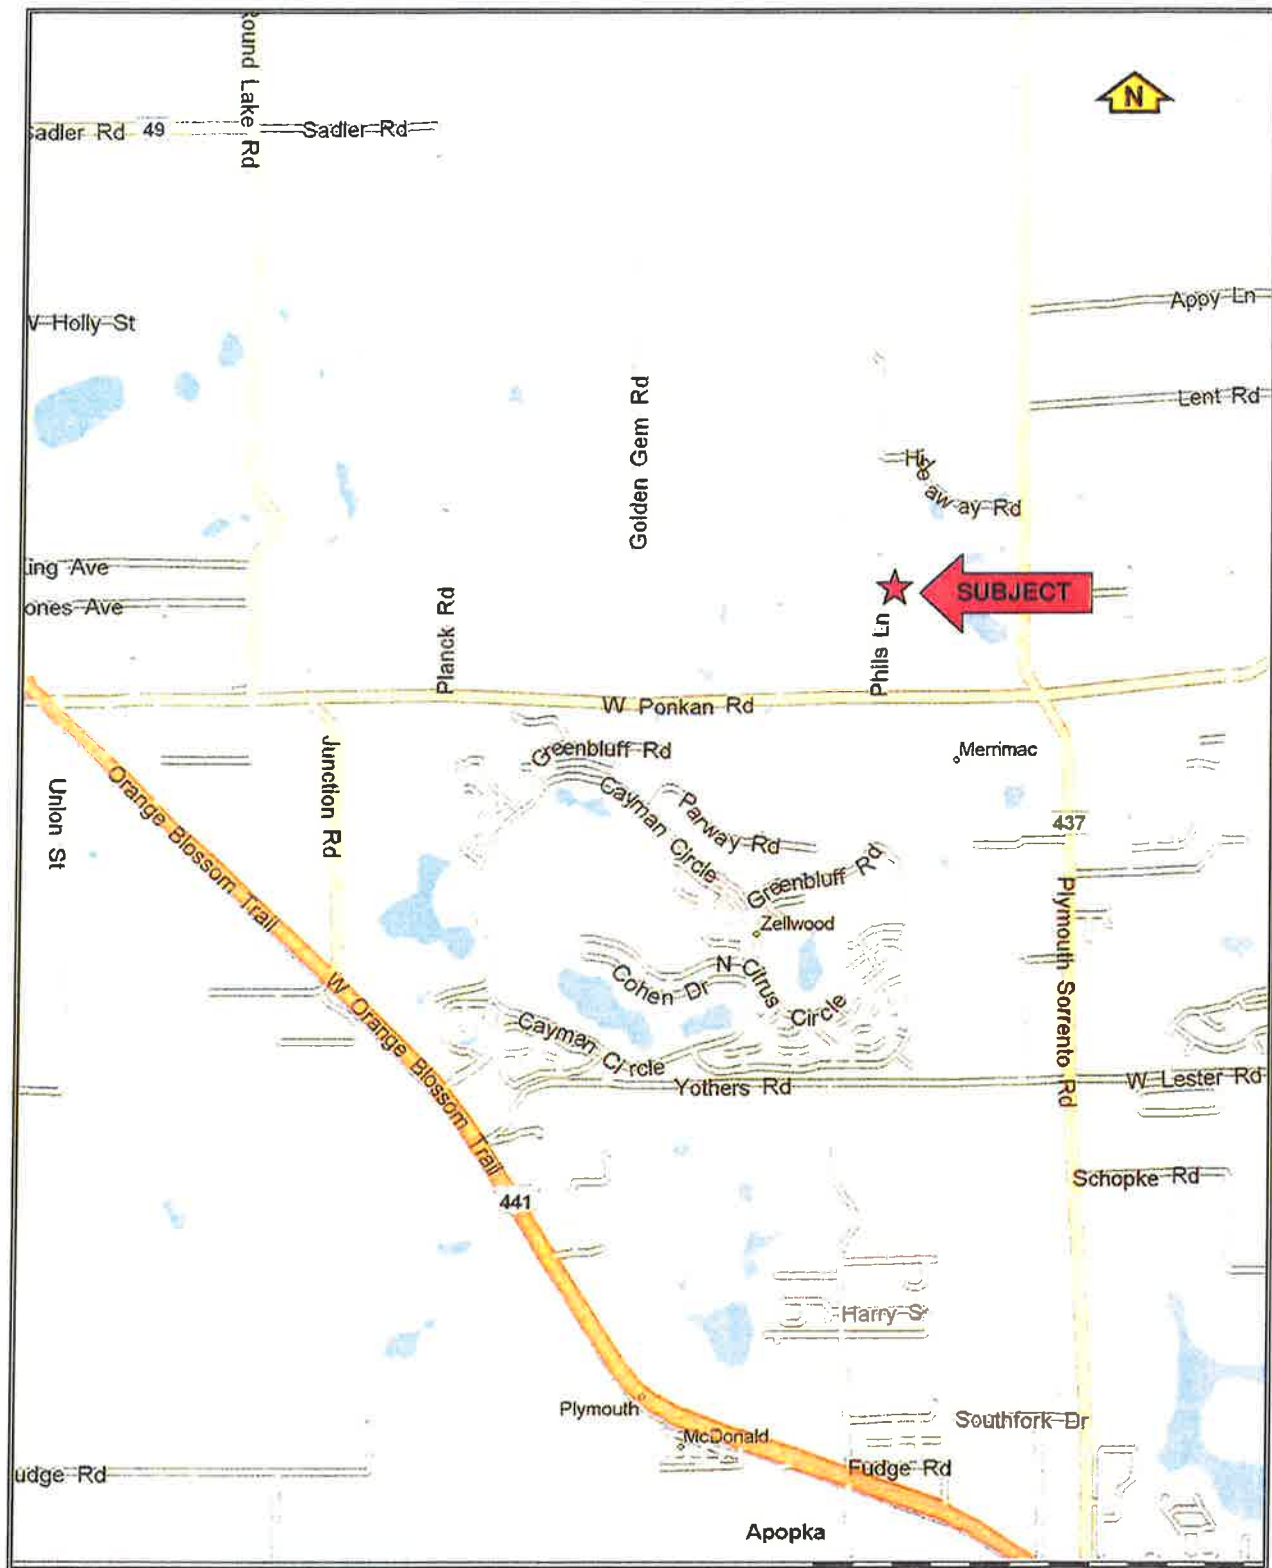 Round Lake Rd
N
Sadler Rd
49
Sadler Rd
Appy Ln
W Holly St
Lent Rd
Golden Gem Rd
Hideaway Rd
ing Ave
SUBJECT
ones Ave
Planck Rd
Phils Ln
W Ponkan Rd
Greenbluff Rd
Merrimac
Junction Rd
Union St
Orange Blossom Trail
Cayman Circle
Parway Rd
437
Greenbluff Rd
Zellwood
Plymouth Sorrento Rd
N Citrus Circle
Cohen Dr
W Orange Blossom Trail
Cayman Circle
Yothers Rd
W Lester Rd
Schopke Rd
441
Harry S
Plymouth
Southfork Dr
McDonald
udge Rd
Fudge Rd
Apopka